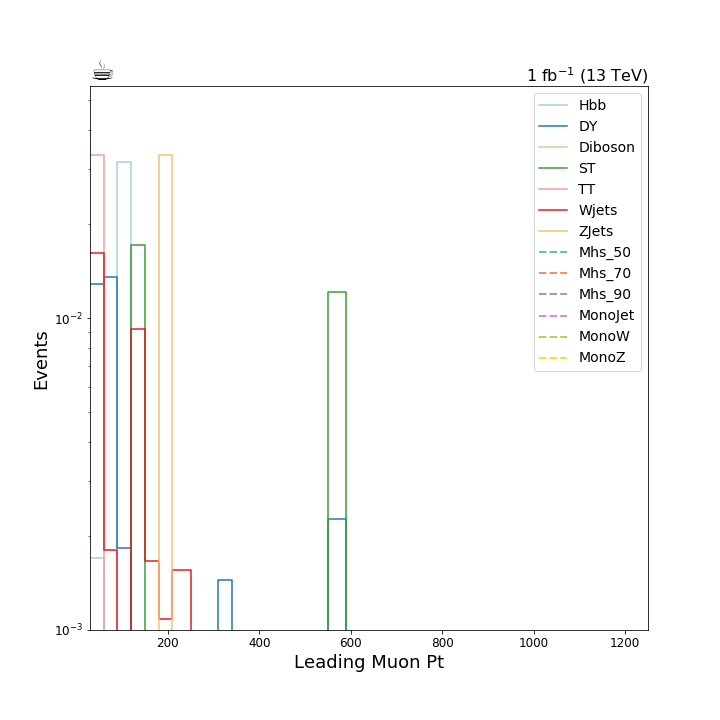 ☕ 1 fb⁻¹ (13 TeV)
Hbb
DY
Diboson
ST
TT
Wjets
ZJets
Mhs_50
Mhs_70
Mhs_90
MonoJet
MonoW
MonoZ
Events
10⁻²
10⁻³
200 400 600 800 1000 1200
Leading Muon Pt